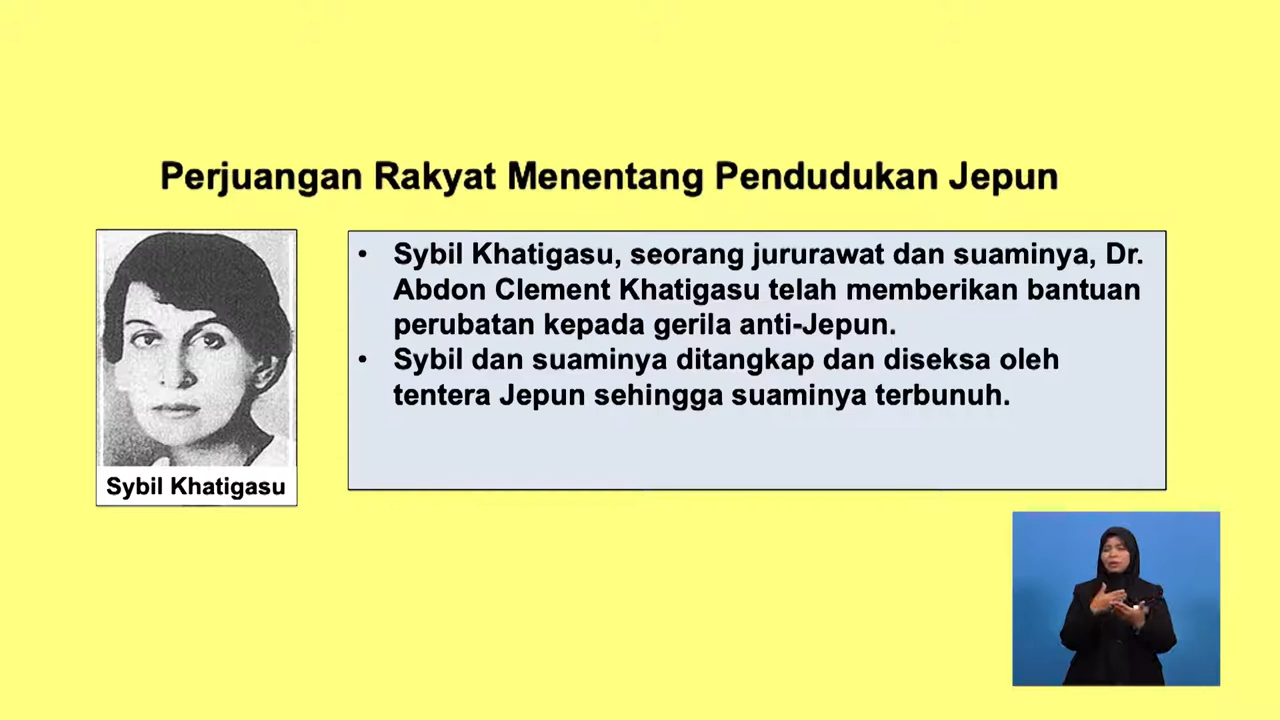 Perjuangan Rakyat Menentang Pendudukan Jepun
• Sybil Khatigasu, seorang jururawat dan suaminya, Dr.
Abdon Clement Khatigasu telah memberikan bantuan
perubatan kepada gerila anti-Jepun.
• Sybil dan suaminya ditangkap dan diseksa oleh
tentera Jepun sehingga suaminya terbunuh.
Sybil Khatigasu